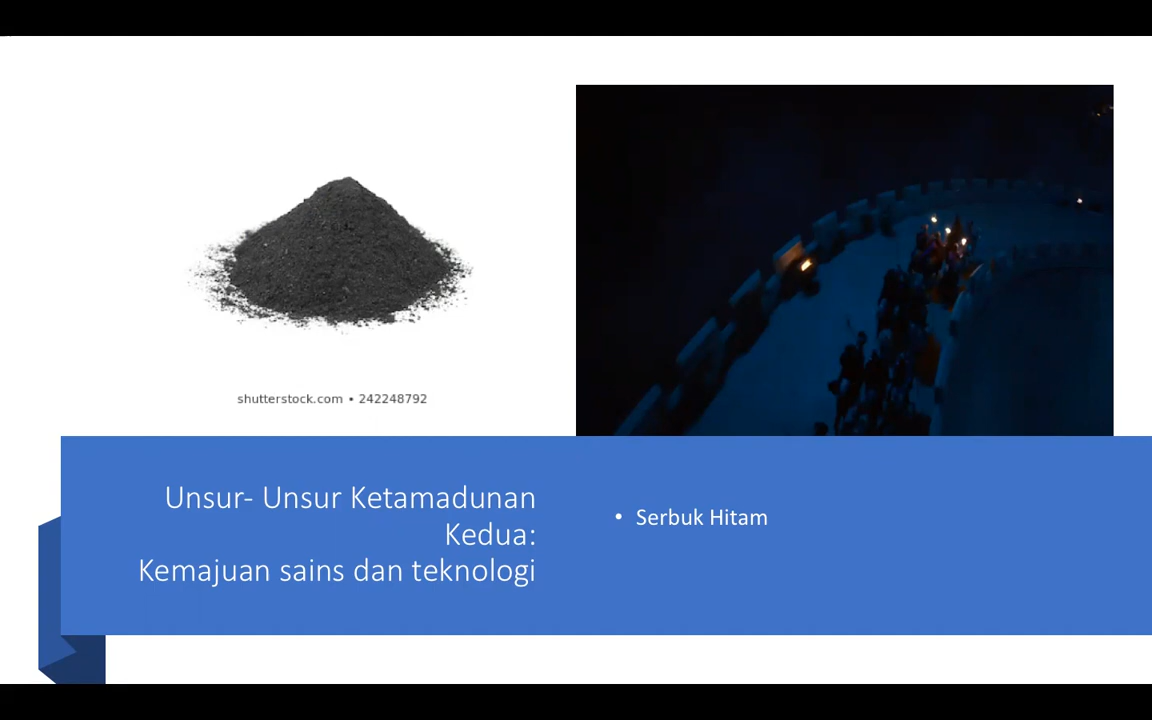 shutterstock.com • 242248792
Unsur- Unsur Ketamadunan
Kedua:
Kemajuan sains dan teknologi
• Serbuk Hitam